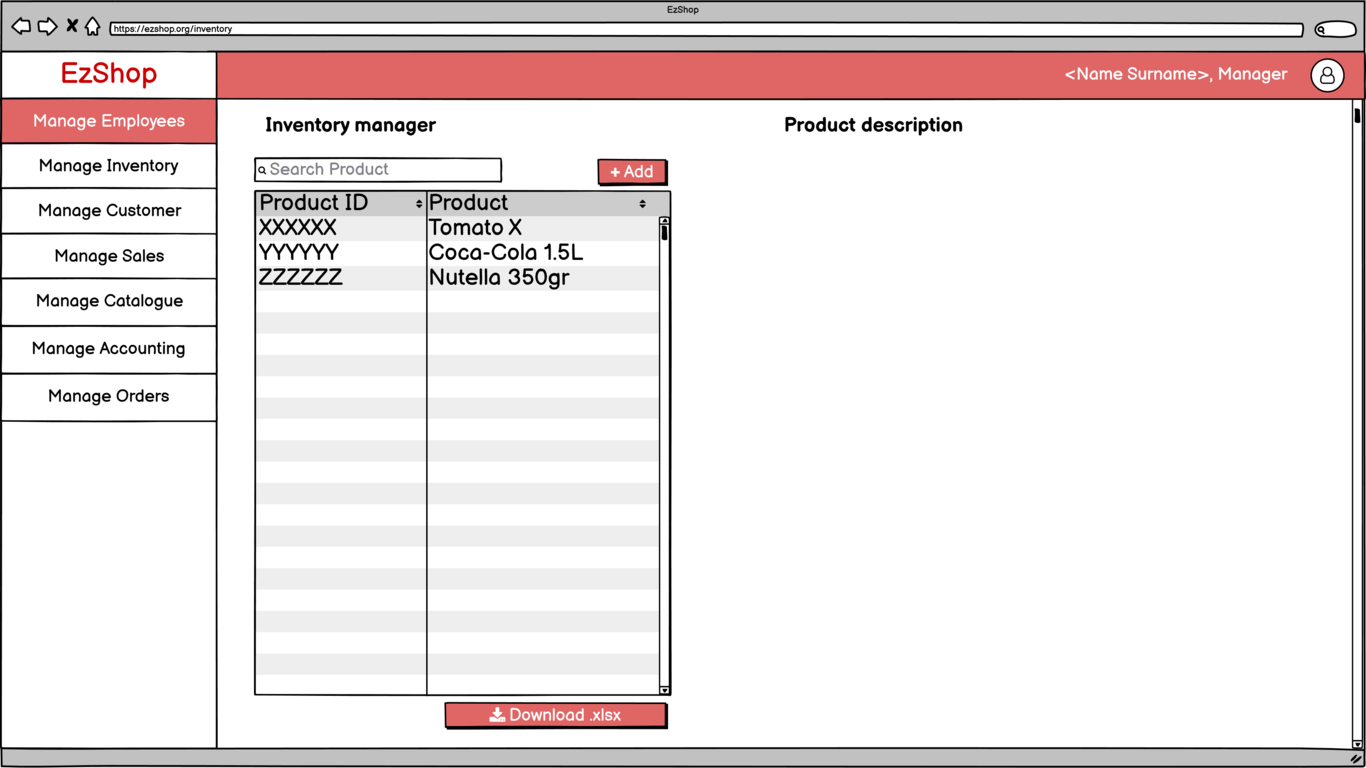 EzShop
https://ezshop.org/inventory
EzShop
<Name Surname>, Manager
Manage Employees
Manage Inventory
Manage Customer
Manage Sales
Manage Catalogue
Manage Accounting
Manage Orders
Inventory manager
Search Product
+ Add
Product ID Product
XXXXXX Tomato X
YYYYYY Coca-Cola 1.5L
ZZZZZZ Nutella 350gr
Download .xlsx
Product description